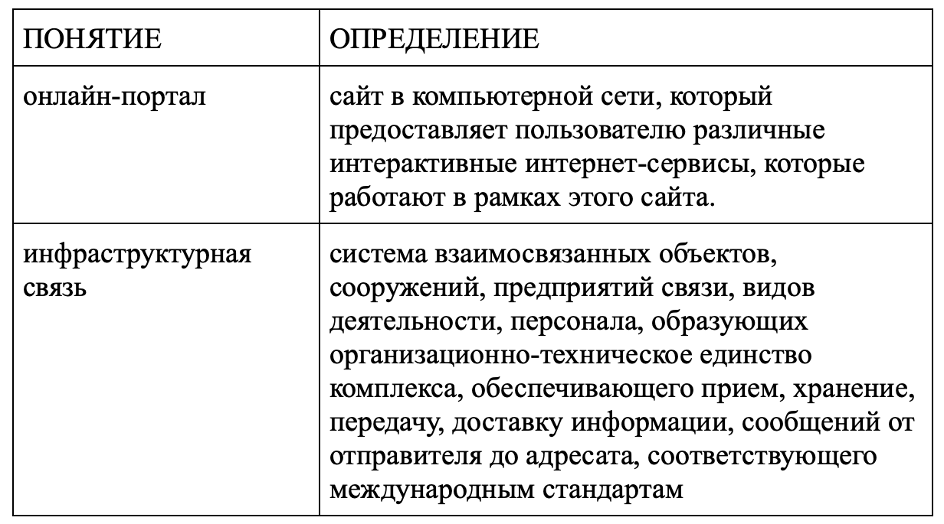 ПОНЯТИЕ
ОПРЕДЕЛЕНИЕ
онлайн-портал
сайт в компьютерной сети, который
предоставляет пользователю различные
интерактивные интернет-сервисы, которые
работают в рамках этого сайта.
инфраструктурная
связь
система взаимосвязанных объектов,
сооружений, предприятий связи, видов
деятельности, персонала, образующих
организационно-техническое единство
комплекса, обеспечивающего прием, хранение,
передачу, доставку информации, сообщений от
отправителя до адресата, соответствующего
международным стандартам